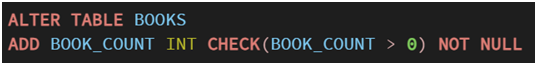 ALTER TABLE BOOKS
ADD BOOK_COUNT INT CHECK(BOOK_COUNT > 0) NOT NULL